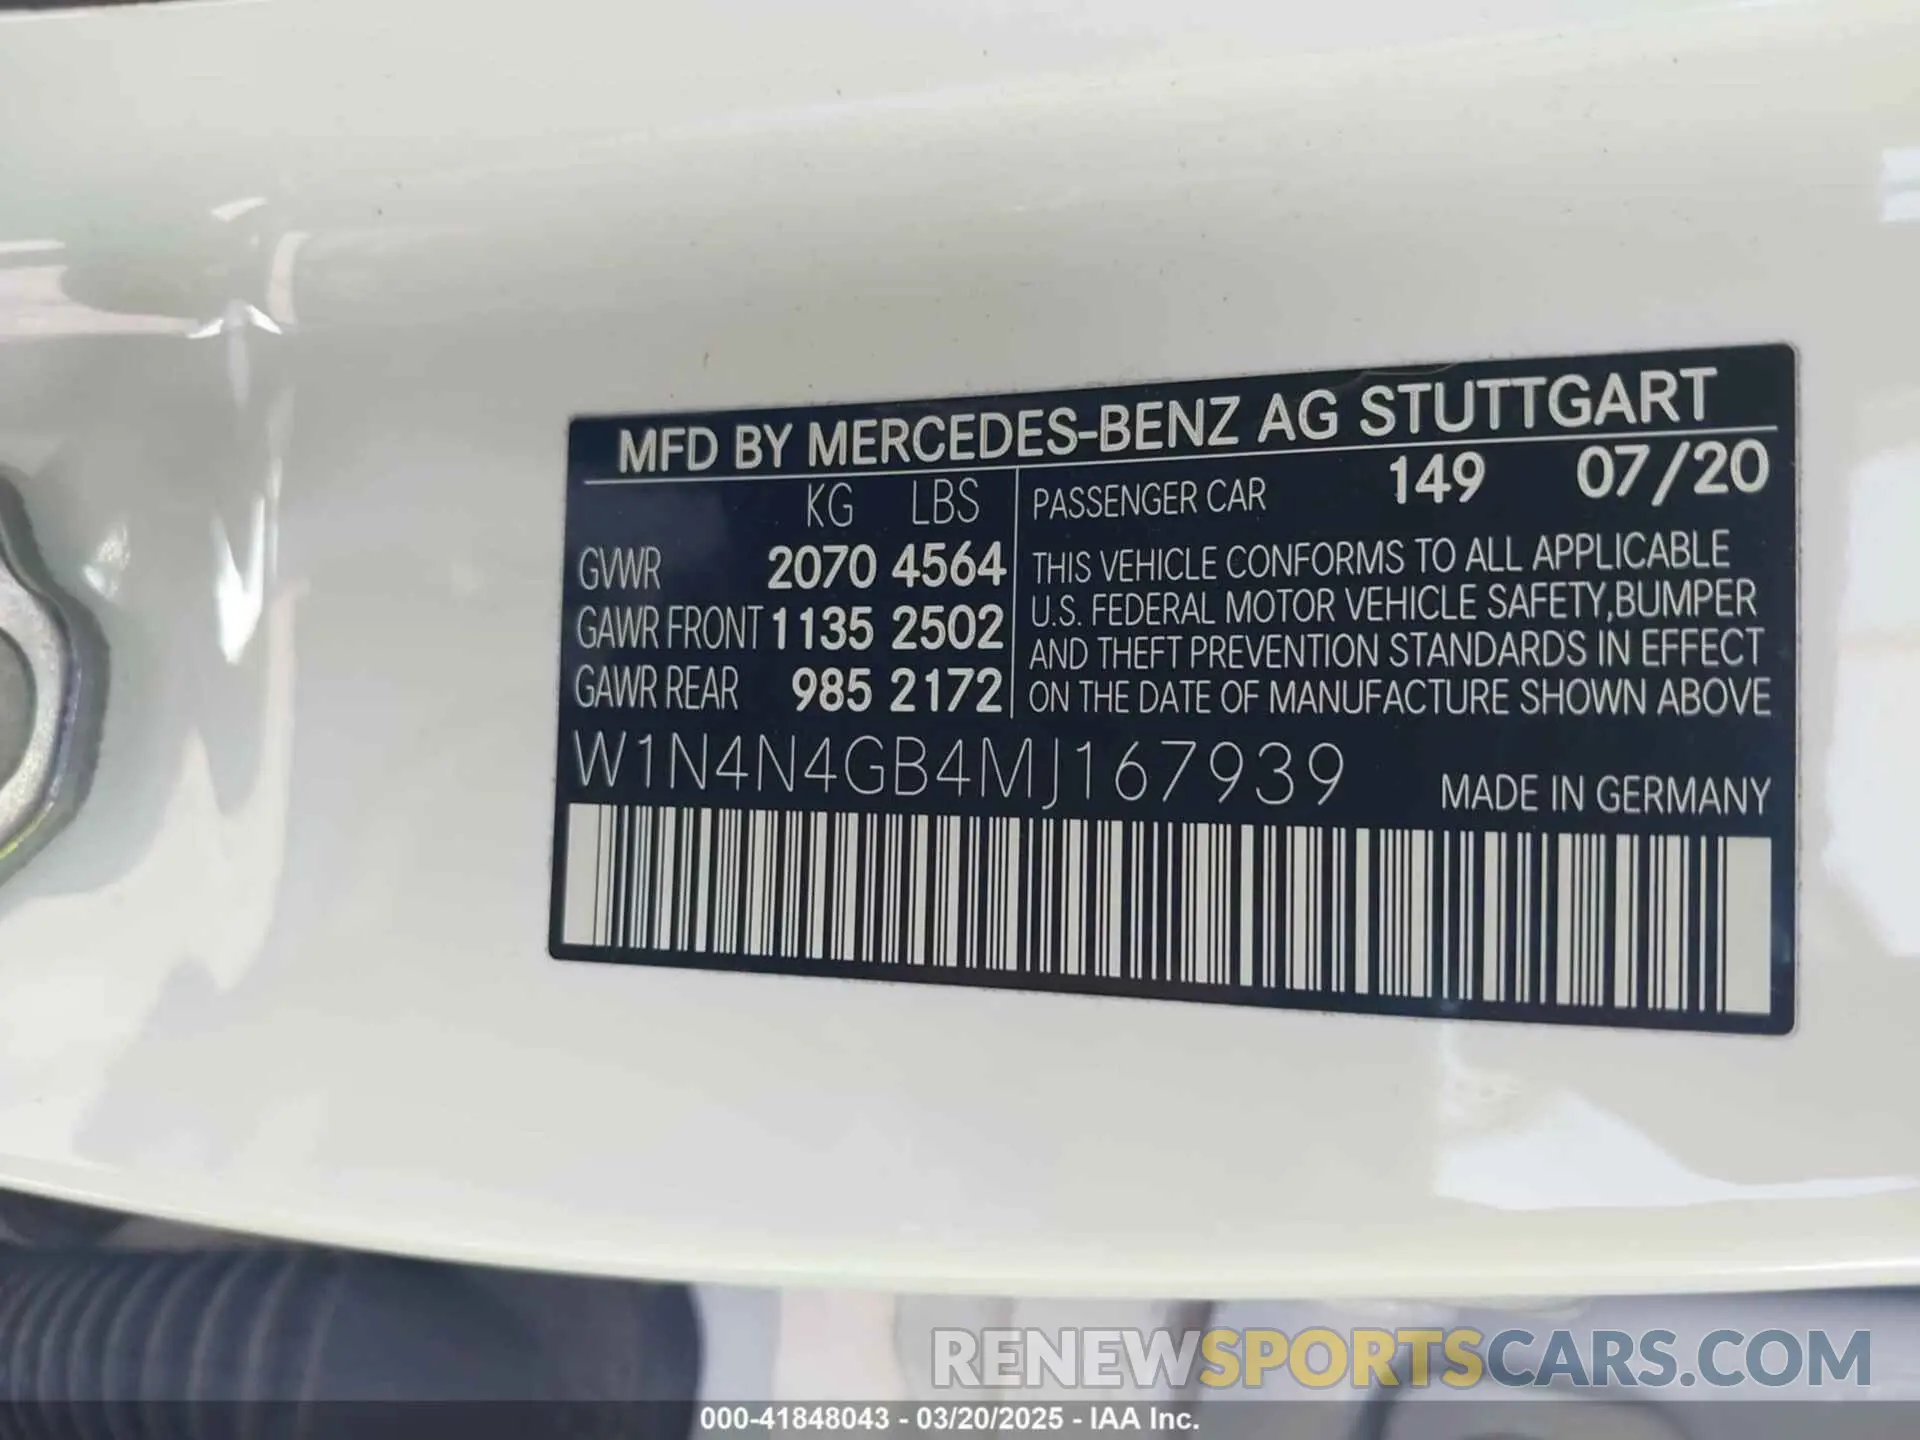 MFD BY MERCEDES-BENZ AG STUTTGART
KG LBS
GVWR 2070 4564
GAWR FRONT 1135 2502
GAWR REAR 985 2172
PASSENGER CAR 149 07/20
THIS VEHICLE CONFORMS TO ALL APPLICABLE
U.S. FEDERAL MOTOR VEHICLE SAFETY, BUMPER
AND THEFT PREVENTION STANDARDS IN EFFECT
ON THE DATE OF MANUFACTURE SHOWN ABOVE
W1N4N4GB4MJ167939
MADE IN GERMANY
RENEWSPORTSCARS.COM
000-41848043 - 03/20/2025 - IAA Inc.